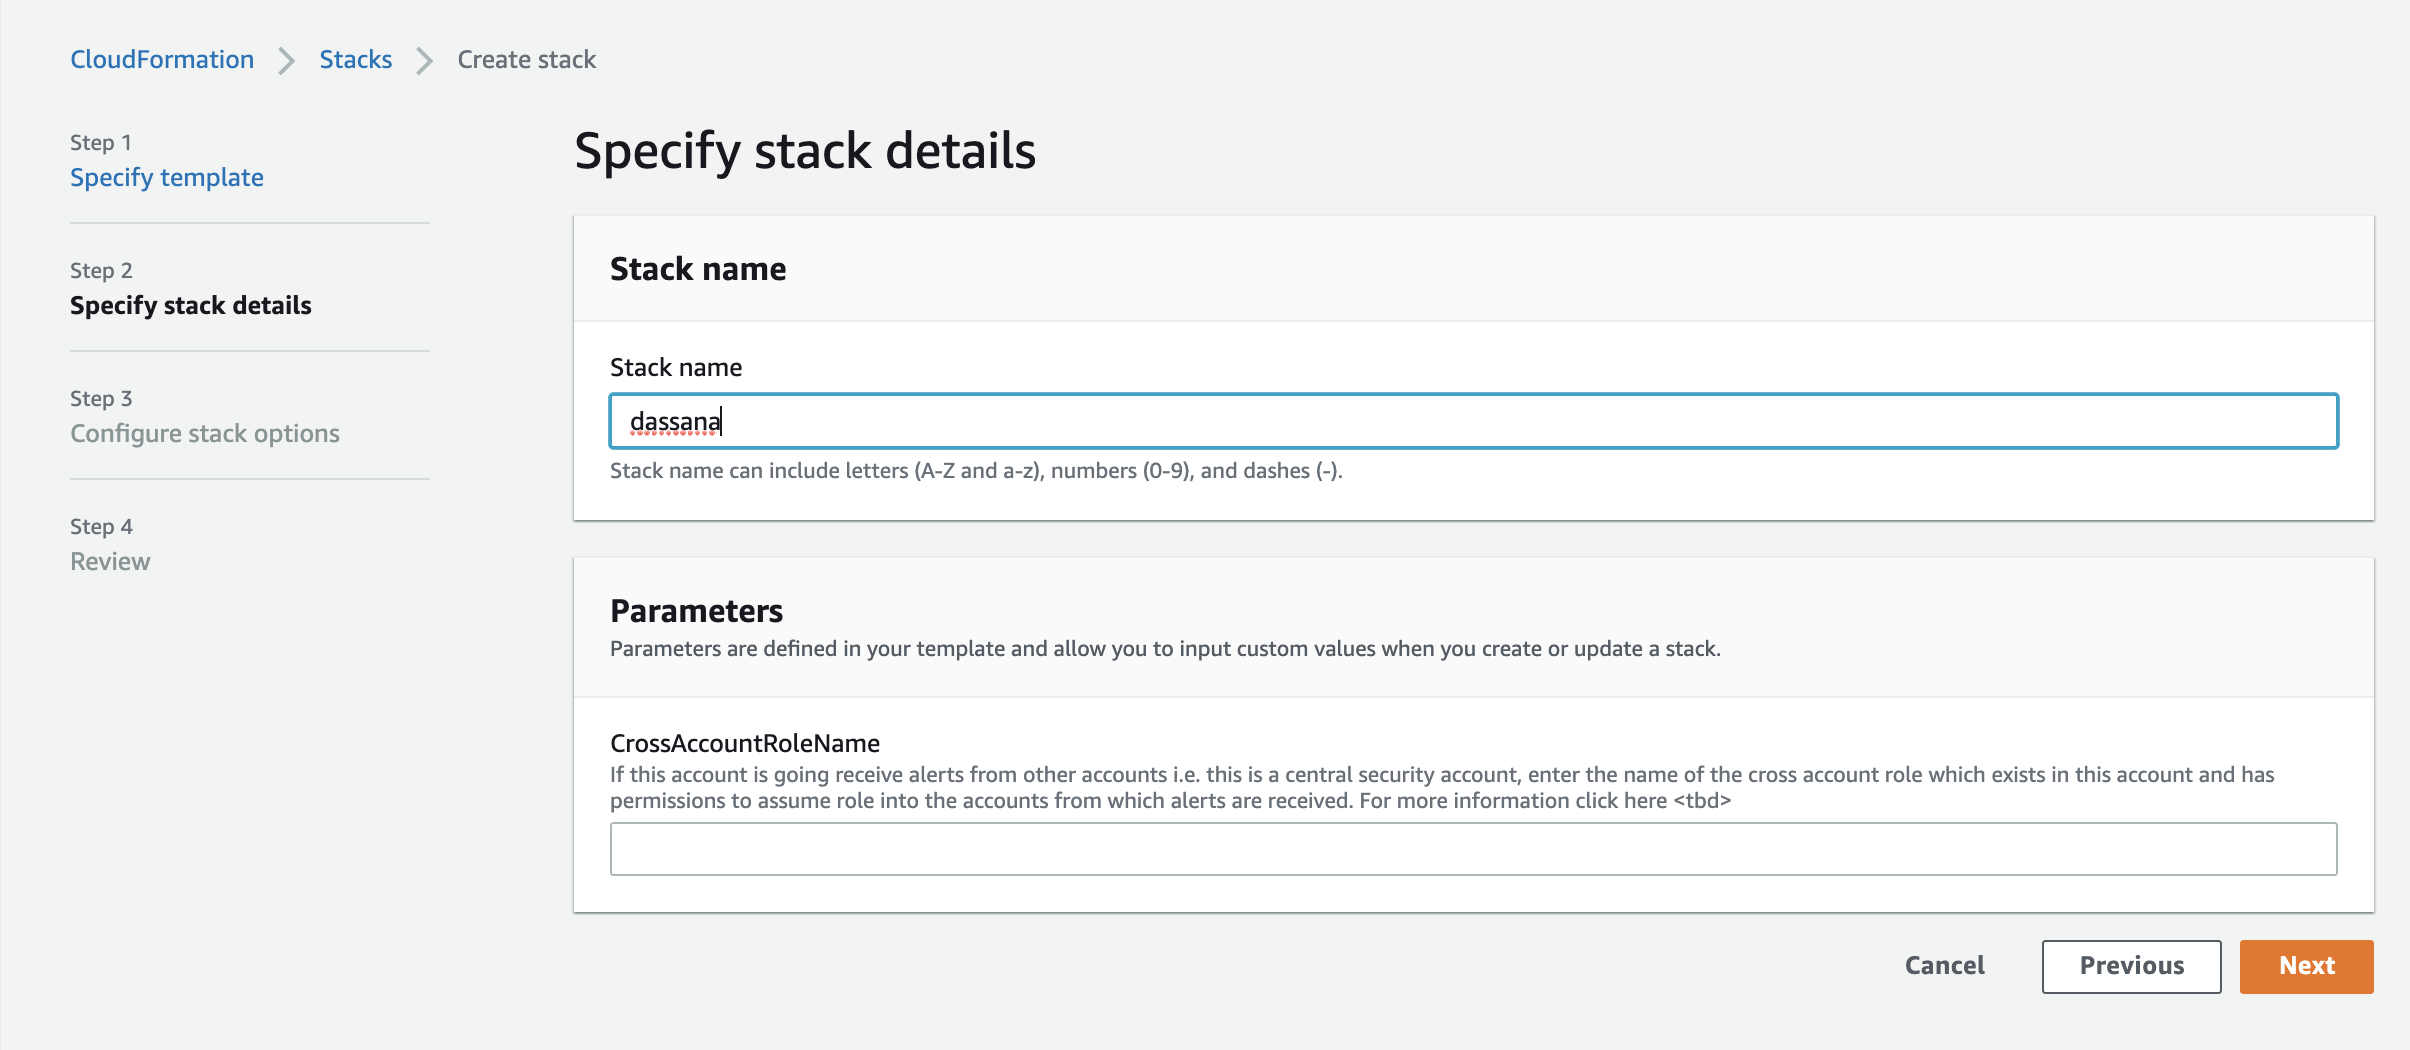 CloudFormation
Stacks
Create stack
Step 1
Specify template
Step 2
Specify stack details
Step 3
Configure stack options
Step 4
Review
Specify stack details
Stack name
Stack name
dassana
Stack name can include letters (A-Z and a-z), numbers (0-9), and dashes (-).
Parameters
Parameters are defined in your template and allow you to input custom values when you create or update a stack.
CrossAccountRoleName
If this account is going receive alerts from other accounts i.e. this is a central security account, enter the name of the cross account role which exists in this account and has
permissions to assume role into the accounts from which alerts are received. For more information click here <tbd>
Cancel
Previous
Next